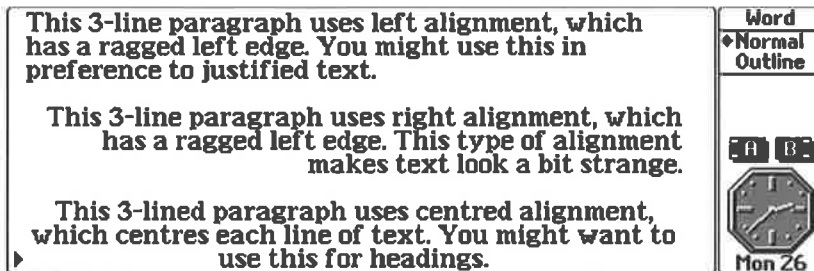 This 3-line paragraph uses left alignment, which
has a ragged left edge. You might use this in
preference to justified text.
This 3-line paragraph uses right alignment, which
has a ragged left edge. This type of alignment
makes text look a bit strange.
This 3-lined paragraph uses centred alignment,
which centres each line of text. You might want to
use this for headings.
Word
Normal
Outline
A B
Mon 26